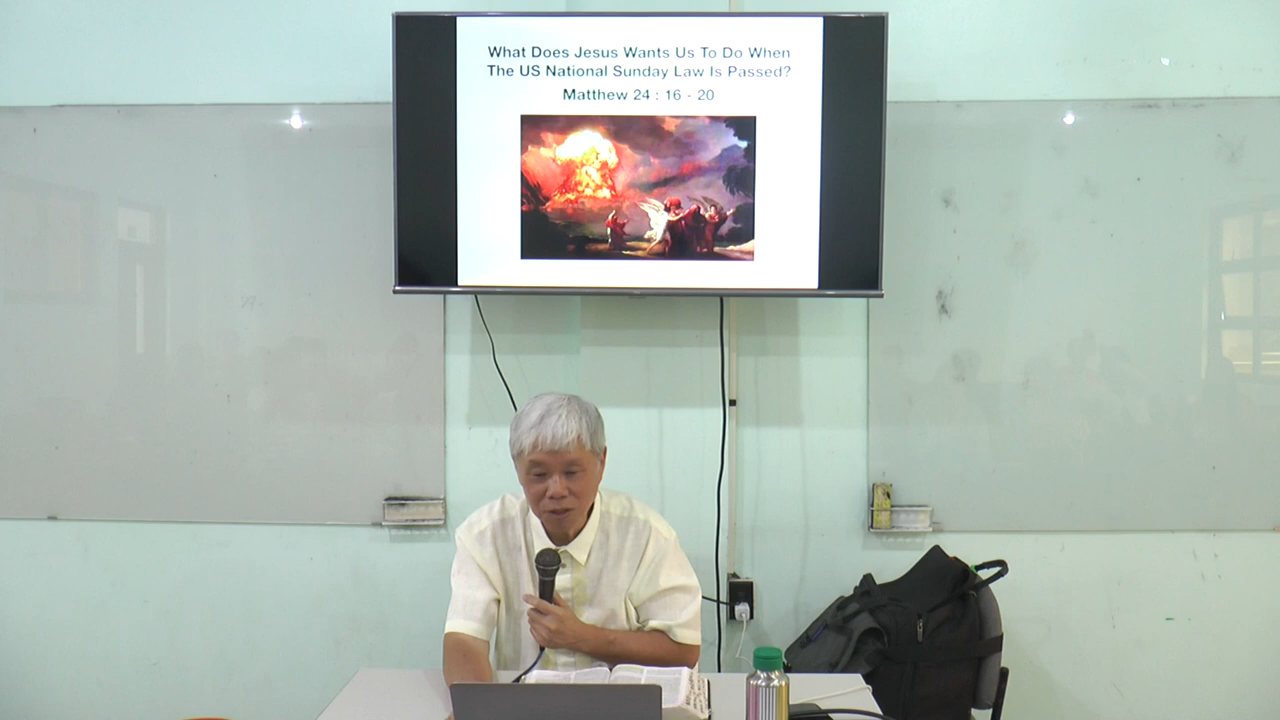 What Does Jesus Wants Us To Do When
The US National Sunday Law Is Passed?
Matthew 24 : 16 - 20